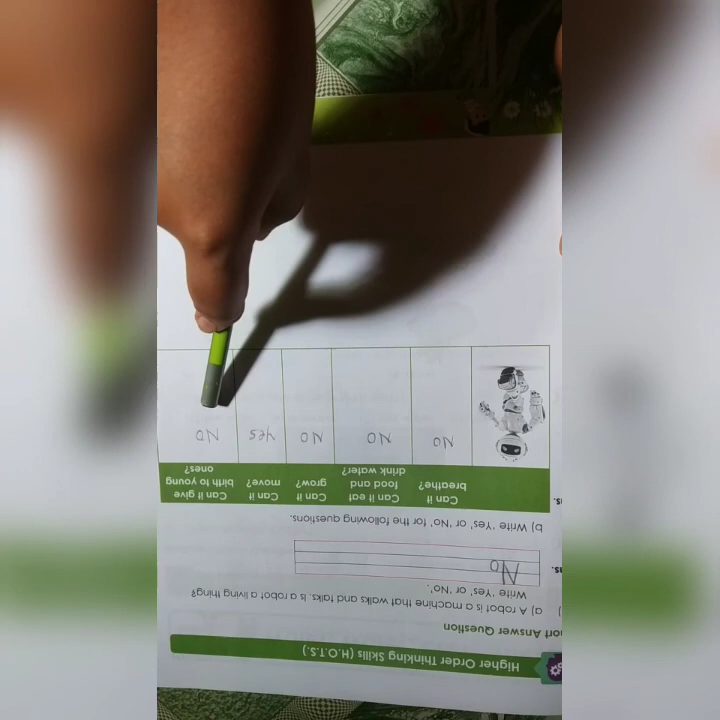 Higher Order Thinking Skills (H.O.T.S.)
ort Answer Question
a) A robot is a machine that walks and talks. Is a robot a living thing?
Write 'Yes' or 'No'.
No
b) Write 'Yes' or 'No' for the following questions.
Can it breathe? Can it eat food and drink water? Can it grow? Can it move? Can it give birth to young ones?
NO NO NO YES NO